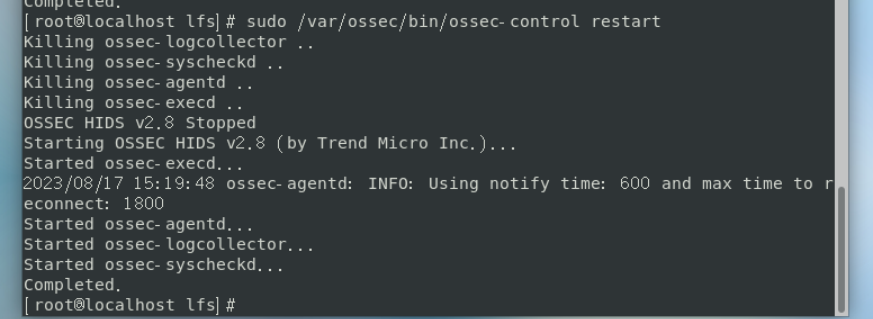 Completed.
[root@localhost lfs]# sudo /var/ossec/bin/ossec-control restart
Killing ossec-logcollector ..
Killing ossec-syscheckd ..
Killing ossec-agentd ..
Killing ossec-execd ..
OSSEC HIDS v2.8 Stopped
Starting OSSEC HIDS v2.8 (by Trend Micro Inc.)...
Started ossec-execd...
2023/08/17 15:19:48 ossec-agentd: INFO: Using notify time: 600 and max time to r
econnect: 1800
Started ossec-agentd...
Started ossec-logcollector...
Started ossec-syscheckd...
Completed.
[root@localhost lfs]#